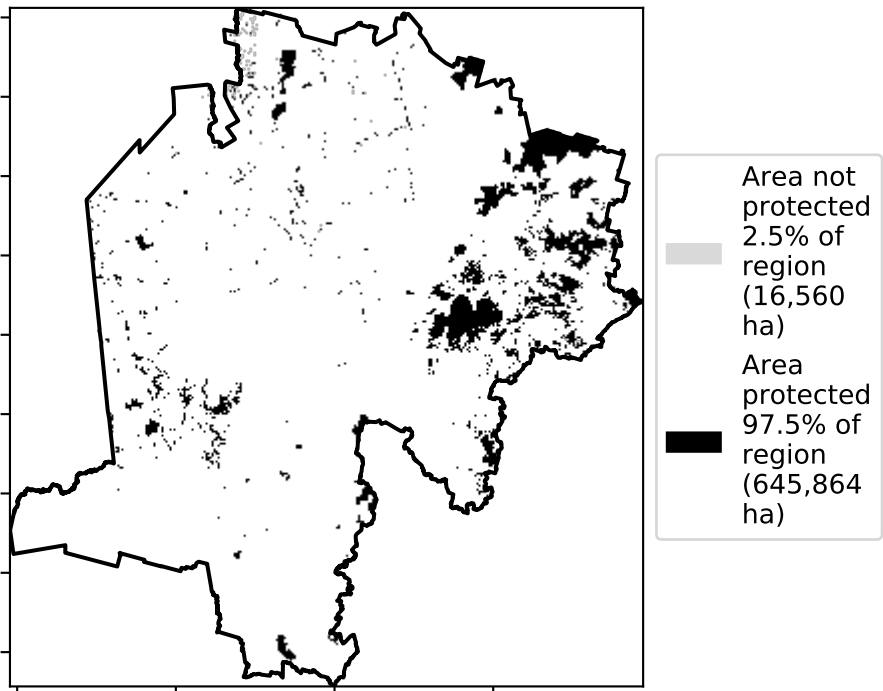 Area not
protected
2.5% of
region
(16,560
ha)
Area
protected
97.5% of
region
(645,864
ha)